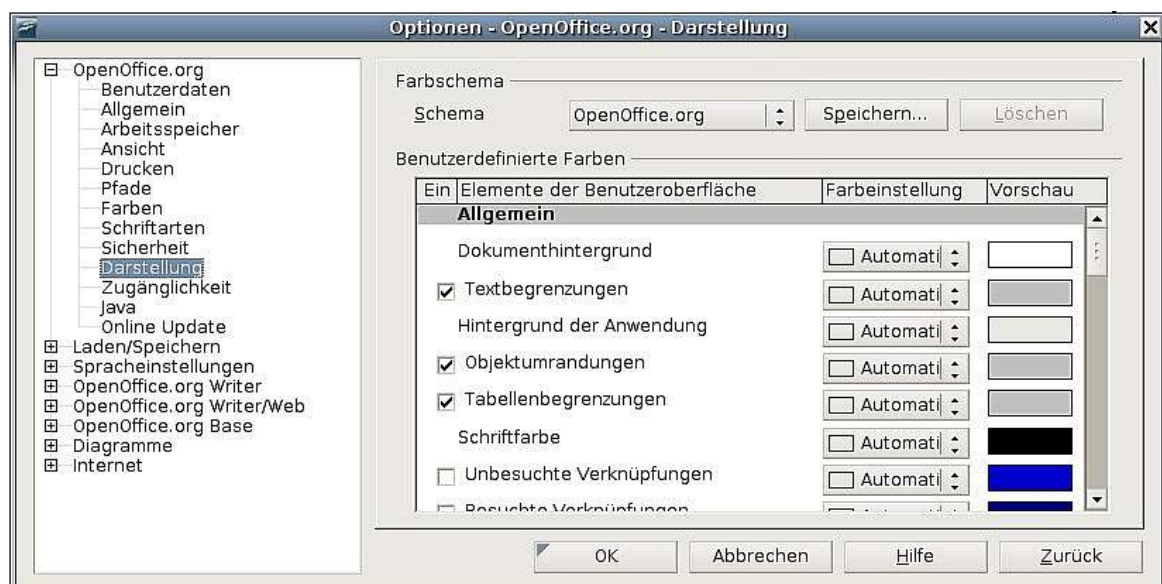 Optionen - OpenOffice.org - Darstellung
OpenOffice.org
Benutzerdaten
Allgemein
Arbeitsspeicher
Ansicht
Drucken
Pfade
Farben
Schriftarten
Sicherheit
Darstellung
Zugänglichkeit
Java
Online Update
Laden/Speichern
Spracheinstellungen
OpenOffice.org Writer
OpenOffice.org Writer/Web
OpenOffice.org Base
Diagramme
Internet
Farbschema
Schema OpenOffice.org Speichern... Löschen
Benutzerdefinierte Farben
Ein Elemente der Benutzeroberfläche Farbeinstellung Vorschau
Allgemein
Dokumenthintergrund Automati
Textbegrenzungen Automati
Hintergrund der Anwendung Automati
Objektumrandungen Automati
Tabellenbegrenzungen Automati
Schriftfarbe Automati
Unbesuchte Verknüpfungen Automati
Besuchte Verknüpfungen Automati
OK Abbrechen Hilfe Zurück